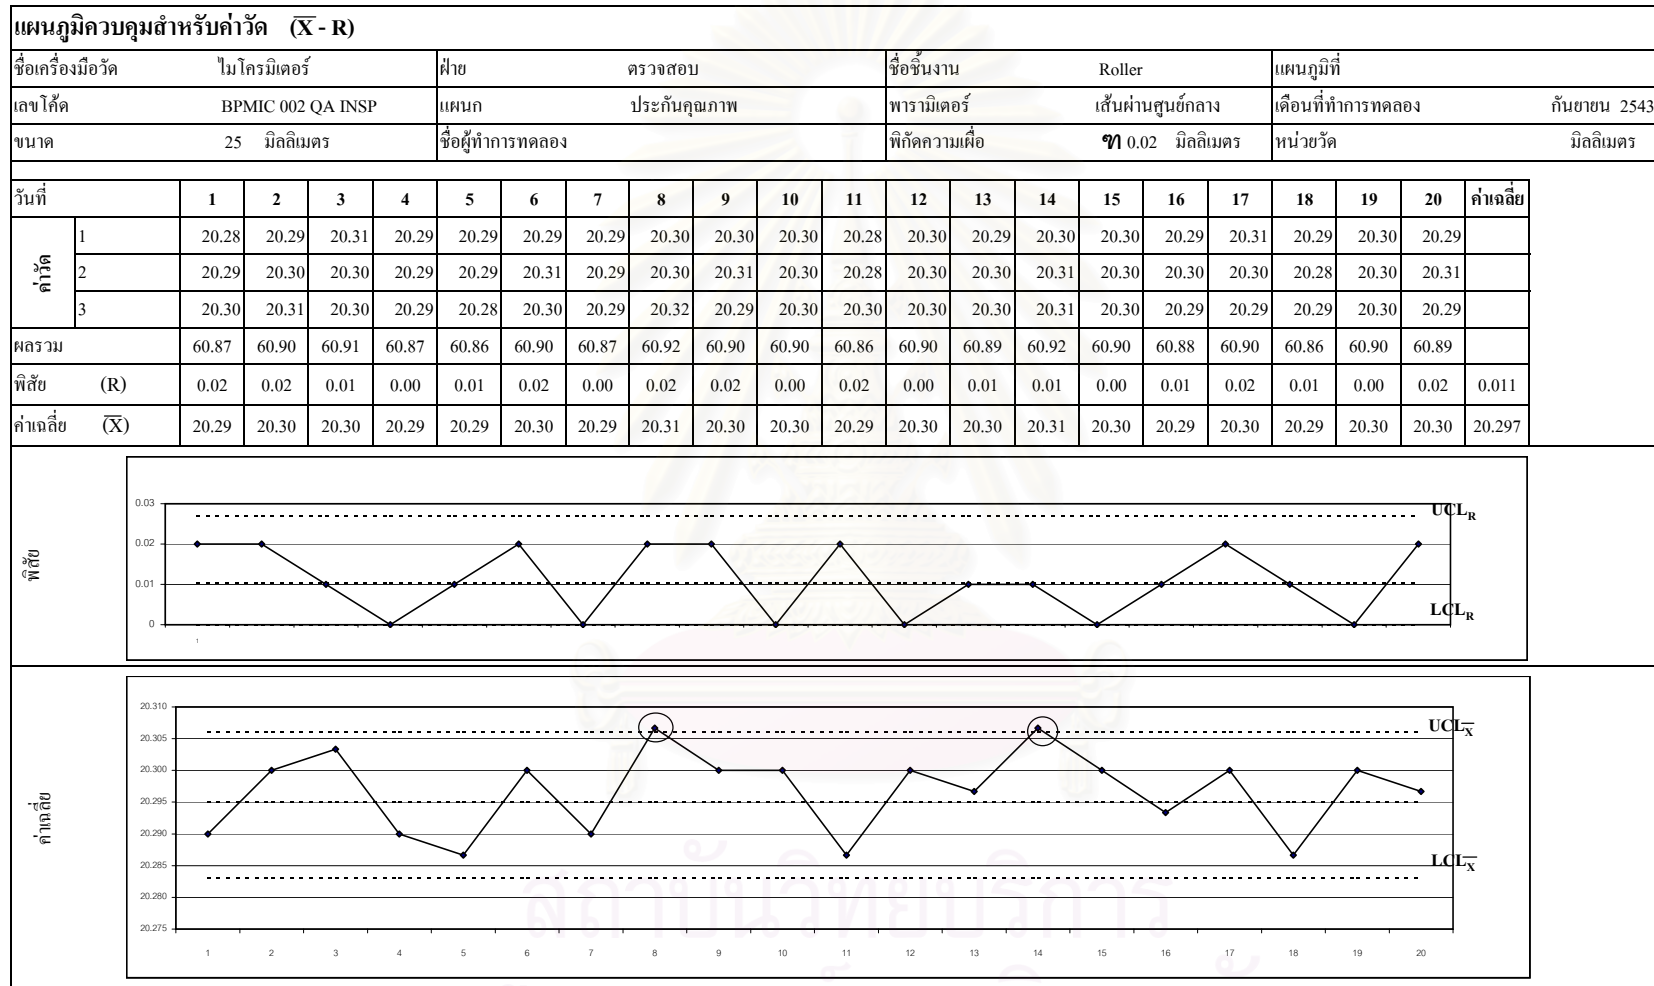 แผนภูมิควบคุมสำหรับค่าวัด (X̅ - R)
ชื่อเครื่องมือวัด ไมโครมิเตอร์ ฝ่าย ตรวจสอบ ชื่อชิ้นงาน Roller แผนภูมิที่
เลขโค้ด BPMIC 002 QA INSP แผนก ประกันคุณภาพ พารามิเตอร์ เส้นผ่านศูนย์กลาง เดือนที่ทำการทดลอง กันยายน 2543
ขนาด 25 มิลลิเมตร ชื่อผู้ทำการทดลอง พิกัดความเผื่อ ฑ 0.02 มิลลิเมตร หน่วยวัด มิลลิเมตร
วันที่ 1 2 3 4 5 6 7 8 9 10 11 12 13 14 15 16 17 18 19 20 ค่าเฉลี่ย
ค่าวัด
1 20.28 20.29 20.31 20.29 20.29 20.29 20.29 20.30 20.30 20.30 20.28 20.30 20.29 20.30 20.30 20.29 20.31 20.29 20.30 20.29
2 20.29 20.30 20.30 20.29 20.29 20.31 20.29 20.30 20.31 20.30 20.28 20.30 20.30 20.31 20.30 20.30 20.30 20.28 20.30 20.31
3 20.30 20.31 20.30 20.29 20.28 20.30 20.29 20.32 20.29 20.30 20.30 20.30 20.30 20.31 20.30 20.29 20.29 20.29 20.30 20.29
ผลรวม 60.87 60.90 60.91 60.87 60.86 60.90 60.87 60.92 60.90 60.90 60.86 60.90 60.89 60.92 60.90 60.88 60.90 60.86 60.90 60.89
พิสัย (R) 0.02 0.02 0.01 0.00 0.01 0.02 0.00 0.02 0.02 0.00 0.02 0.00 0.01 0.01 0.00 0.01 0.02 0.01 0.00 0.02 0.011
ค่าเฉลี่ย (X̅) 20.29 20.30 20.30 20.29 20.29 20.30 20.29 20.31 20.30 20.30 20.29 20.30 20.30 20.31 20.30 20.29 20.30 20.29 20.30 20.30 20.297
พิสัย
0.03
UCL_R
0.02
0.01
LCL_R
0
1
ค่าเฉลี่ย
20.310
UCL_X̅
20.305
20.300
20.295
20.290
20.285
LCL_X̅
20.280
20.275
1 2 3 4 5 6 7 8 9 10 11 12 13 14 15 16 17 18 19 20
สถาบันวิทยบริการ